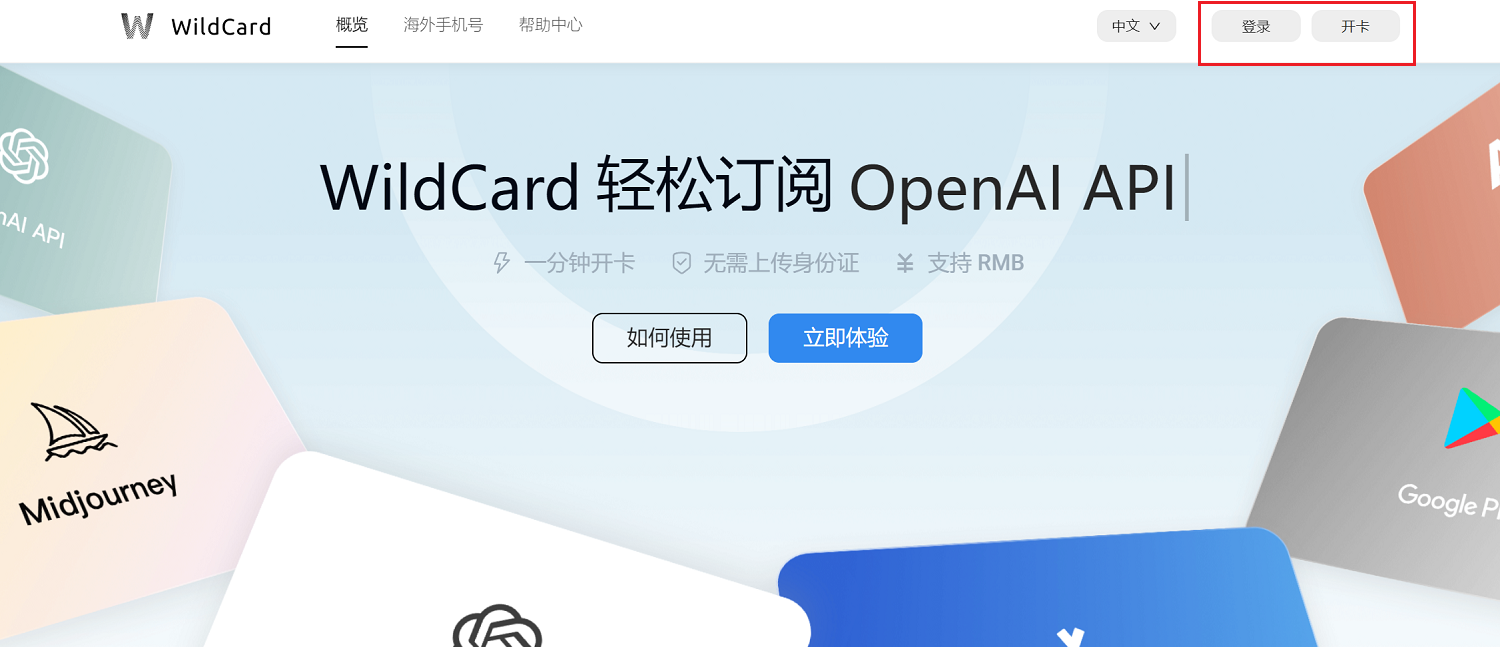 WildCard 概览 海外手机号 帮助中心 中文 登录 开卡
WildCard 轻松订阅 OpenAI API
一分钟开卡 无需上传身份证 支持 RMB
如何使用 立即体验
AI API
Midjourney
Google